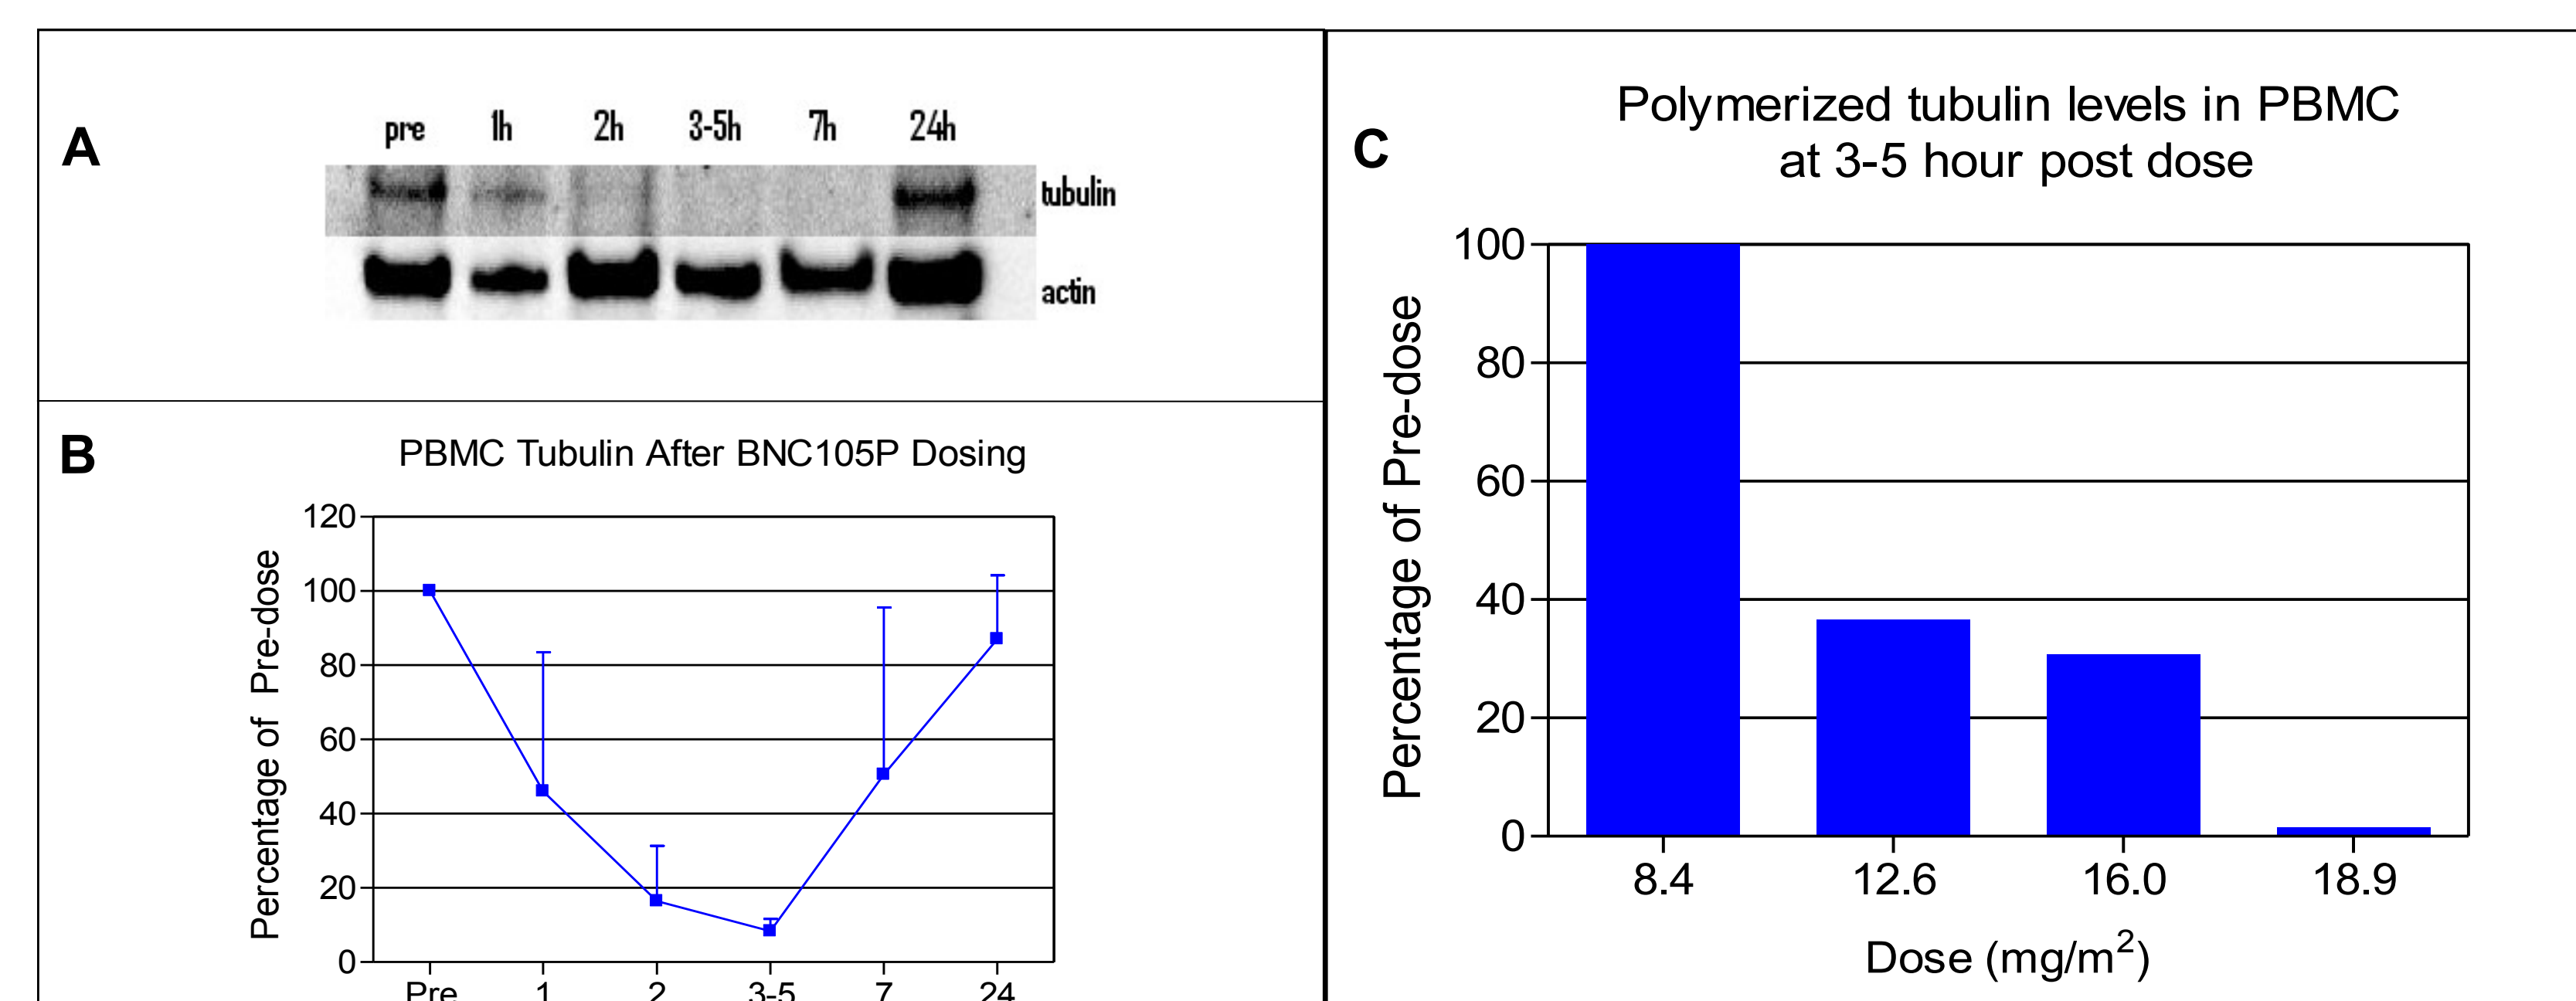 A
pre 1h 2h 3-5h 7h 24h
tubulin
actin
B
PBMC Tubulin After BNC105P Dosing
Percentage of Pre-dose
120
100
80
60
40
20
0
Pre 1 2 3-5 7 24
C
Polymerized tubulin levels in PBMC
at 3-5 hour post dose
Percentage of Pre-dose
100
80
60
40
20
0
8.4 12.6 16.0 18.9
Dose (mg/m²)